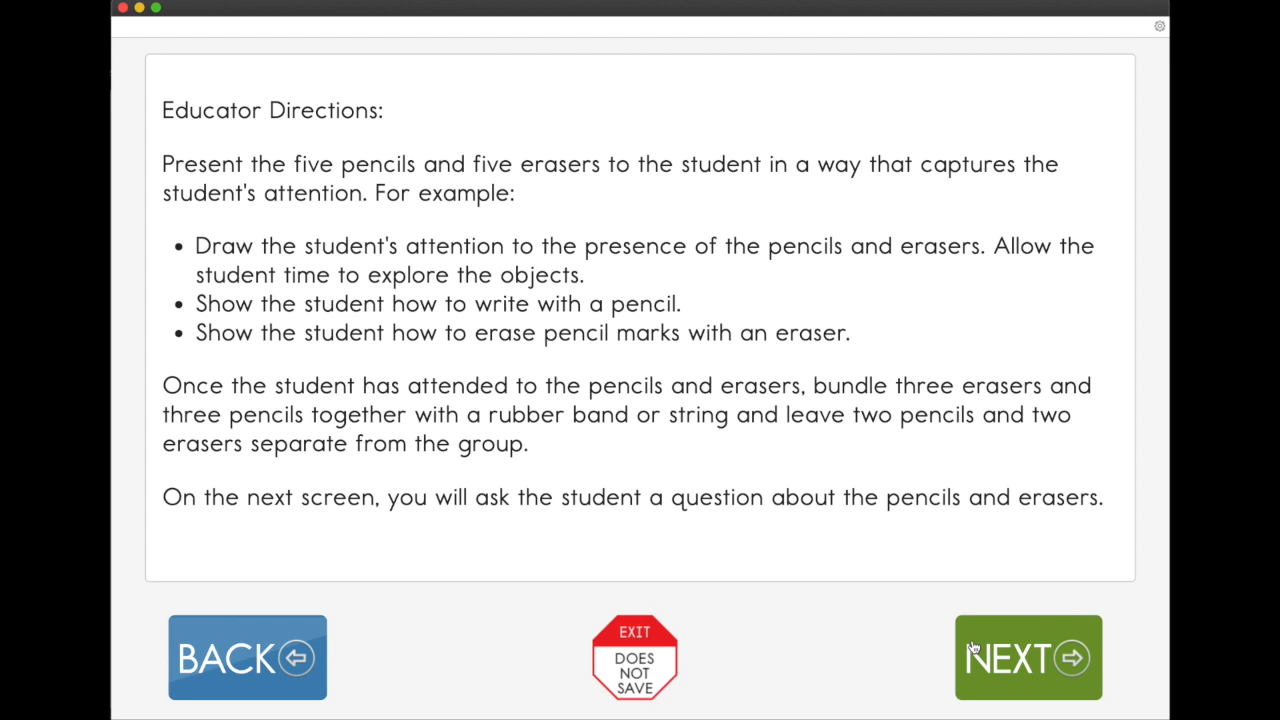 Educator Directions:
Present the five pencils and five erasers to the student in a way that captures the
student's attention. For example:
• Draw the student's attention to the presence of the pencils and erasers. Allow the
student time to explore the objects.
• Show the student how to write with a pencil.
• Show the student how to erase pencil marks with an eraser.
Once the student has attended to the pencils and erasers, bundle three erasers and
three pencils together with a rubber band or string and leave two pencils and two
erasers separate from the group.
On the next screen, you will ask the student a question about the pencils and erasers.
BACK
EXIT
DOES
NOT
SAVE
NEXT